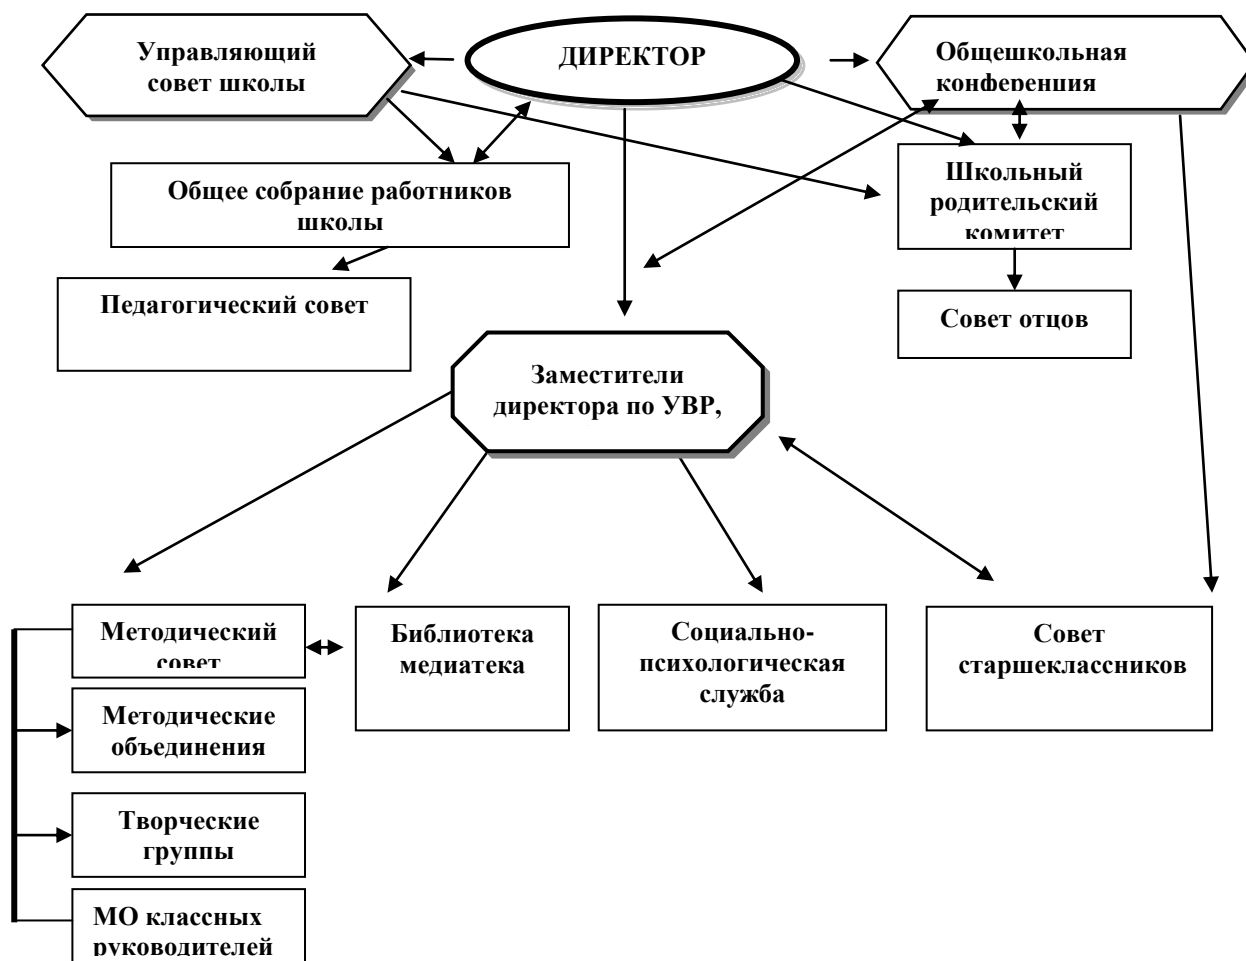 Управляющий
совет школы
ДИРЕКТОР
Общешкольная
конференция
Общее собрание работников
школы
Школьный
родительский
комитет
Педагогический совет
Совет отцов
Заместители
директора по УВР,
Методический
совет
Библиотека
медиатека
Социально-
психологическая
служба
Совет
старшеклассников
Методические
объединения
Творческие
группы
МО классных
руководителей